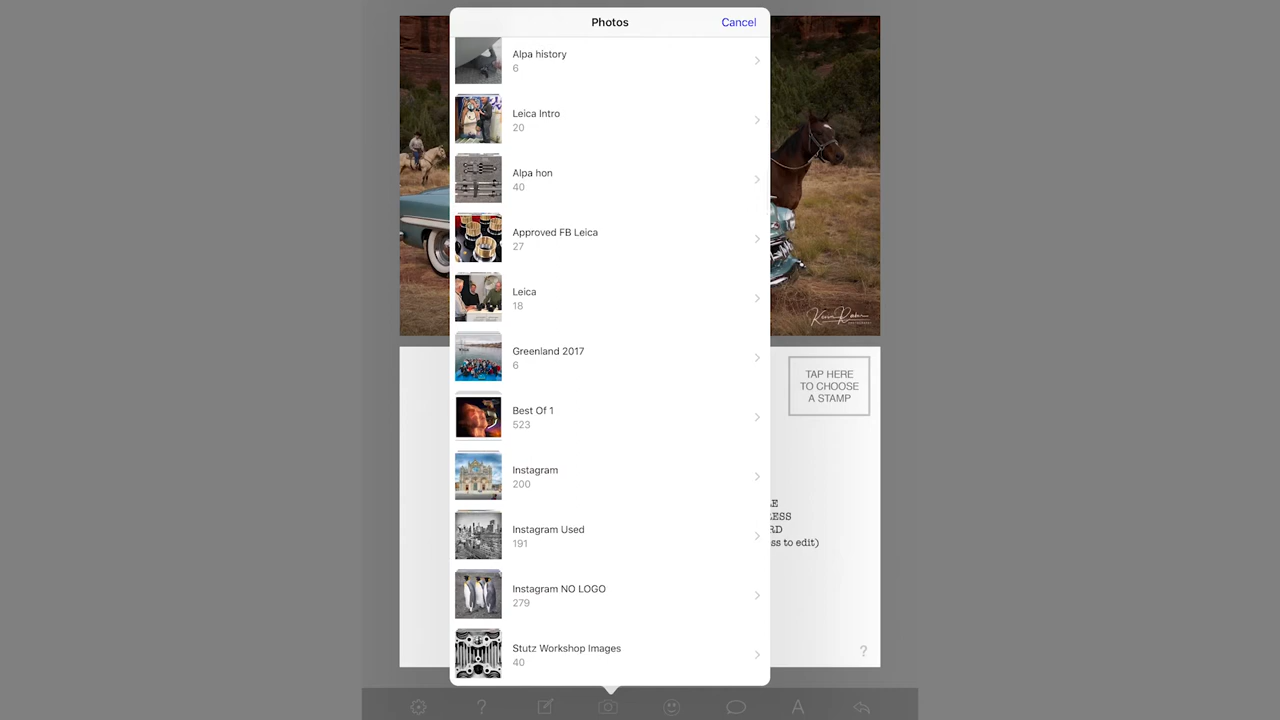 Photos
Cancel
Alpa history
6
Leica Intro
20
Alpa hon
40
Approved FB Leica
27
Leica
18
Greenland 2017
6
Best Of 1
523
Instagram
200
Instagram Used
191
Instagram NO LOGO
279
Stutz Workshop Images
40
TAP HERE
TO CHOOSE
A STAMP
RD
ss to edit)
?
?
A